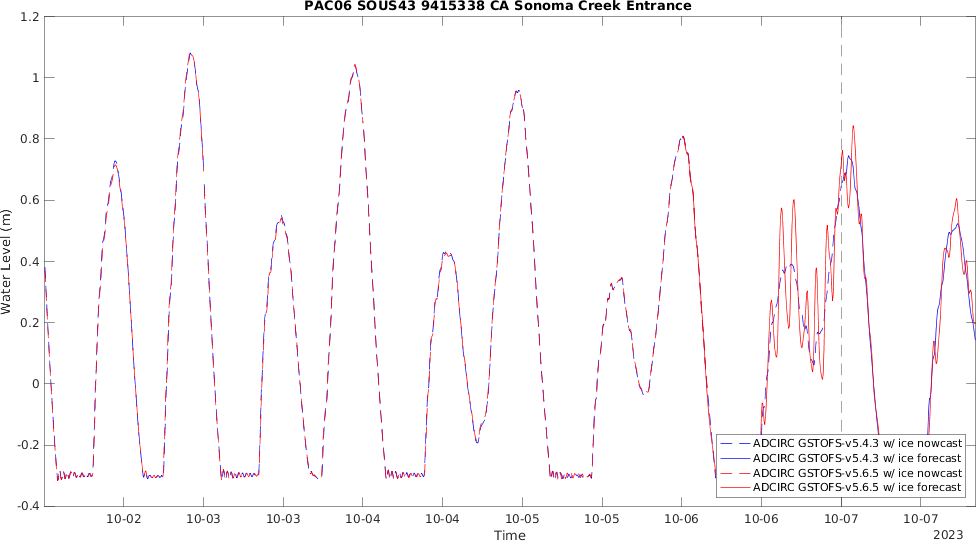 PAC06 SOUS43 9415338 CA Sonoma Creek Entrance
1.2
1
0.8
0.6
0.4
0.2
0
-0.2
-0.4
Water Level (m)
ADCIRC GSTOFS-v5.4.3 w/ ice nowcast
ADCIRC GSTOFS-v5.4.3 w/ ice forecast
ADCIRC GSTOFS-v5.6.5 w/ ice nowcast
ADCIRC GSTOFS-v5.6.5 w/ ice forecast
10-02 10-03 10-03 10-04 10-04 10-05 10-05 10-06 10-06 10-07 10-07
Time
2023